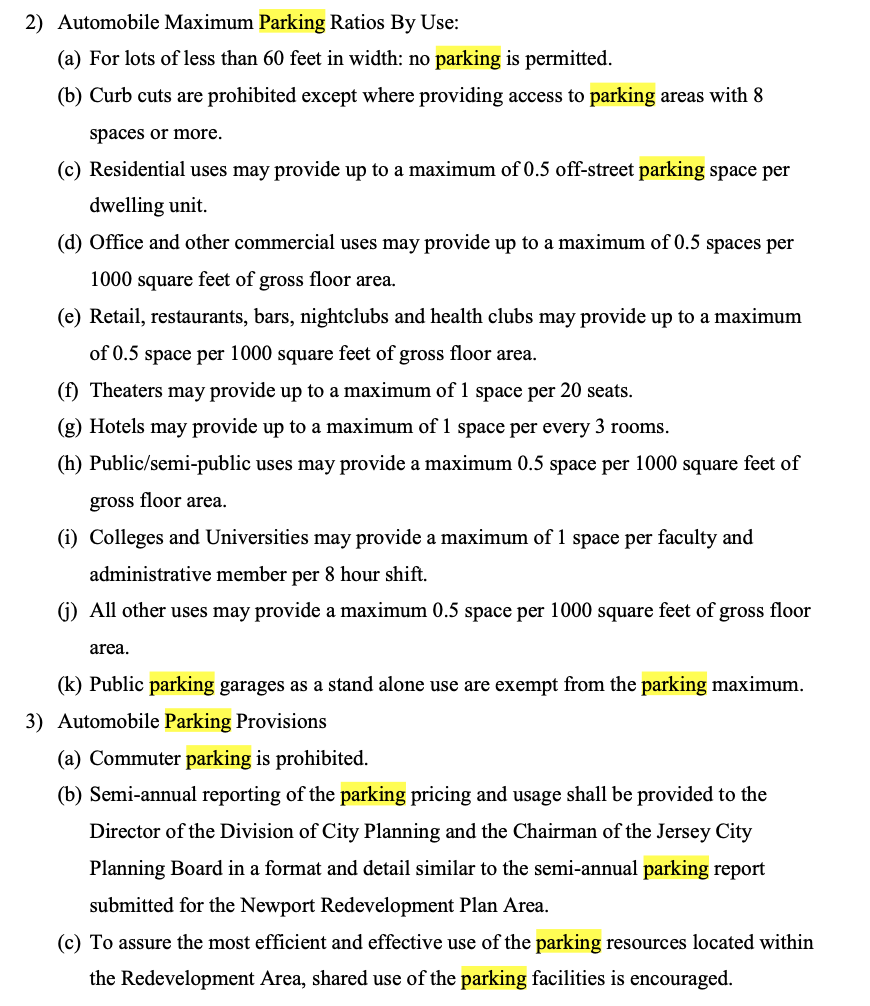 2) Automobile Maximum Parking Ratios By Use:
(a) For lots of less than 60 feet in width: no parking is permitted.
(b) Curb cuts are prohibited except where providing access to parking areas with 8
spaces or more.
(c) Residential uses may provide up to a maximum of 0.5 off-street parking space per
dwelling unit.
(d) Office and other commercial uses may provide up to a maximum of 0.5 spaces per
1000 square feet of gross floor area.
(e) Retail, restaurants, bars, nightclubs and health clubs may provide up to a maximum
of 0.5 space per 1000 square feet of gross floor area.
(f) Theaters may provide up to a maximum of 1 space per 20 seats.
(g) Hotels may provide up to a maximum of 1 space per every 3 rooms.
(h) Public/semi-public uses may provide a maximum 0.5 space per 1000 square feet of
gross floor area.
(i) Colleges and Universities may provide a maximum of 1 space per faculty and
administrative member per 8 hour shift.
(j) All other uses may provide a maximum 0.5 space per 1000 square feet of gross floor
area.
(k) Public parking garages as a stand alone use are exempt from the parking maximum.
3) Automobile Parking Provisions
(a) Commuter parking is prohibited.
(b) Semi-annual reporting of the parking pricing and usage shall be provided to the
Director of the Division of City Planning and the Chairman of the Jersey City
Planning Board in a format and detail similar to the semi-annual parking report
submitted for the Newport Redevelopment Plan Area.
(c) To assure the most efficient and effective use of the parking resources located within
the Redevelopment Area, shared use of the parking facilities is encouraged.